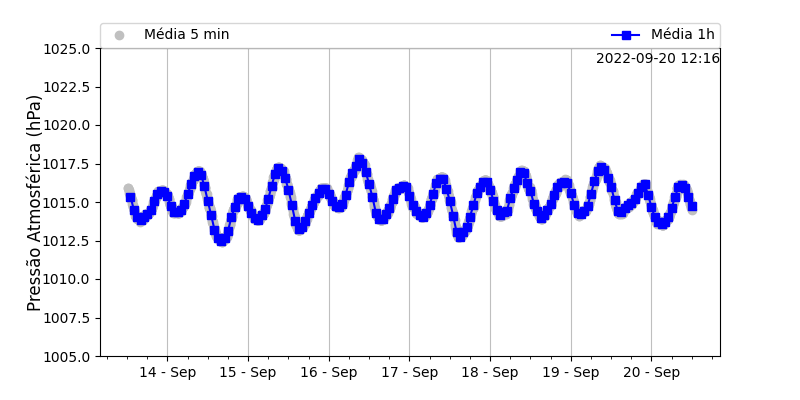 Média 5 min
Média 1h
2022-09-20 12:16
Pressão Atmosférica (hPa)
1025.0
1022.5
1020.0
1017.5
1015.0
1012.5
1010.0
1007.5
1005.0
14 - Sep
15 - Sep
16 - Sep
17 - Sep
18 - Sep
19 - Sep
20 - Sep